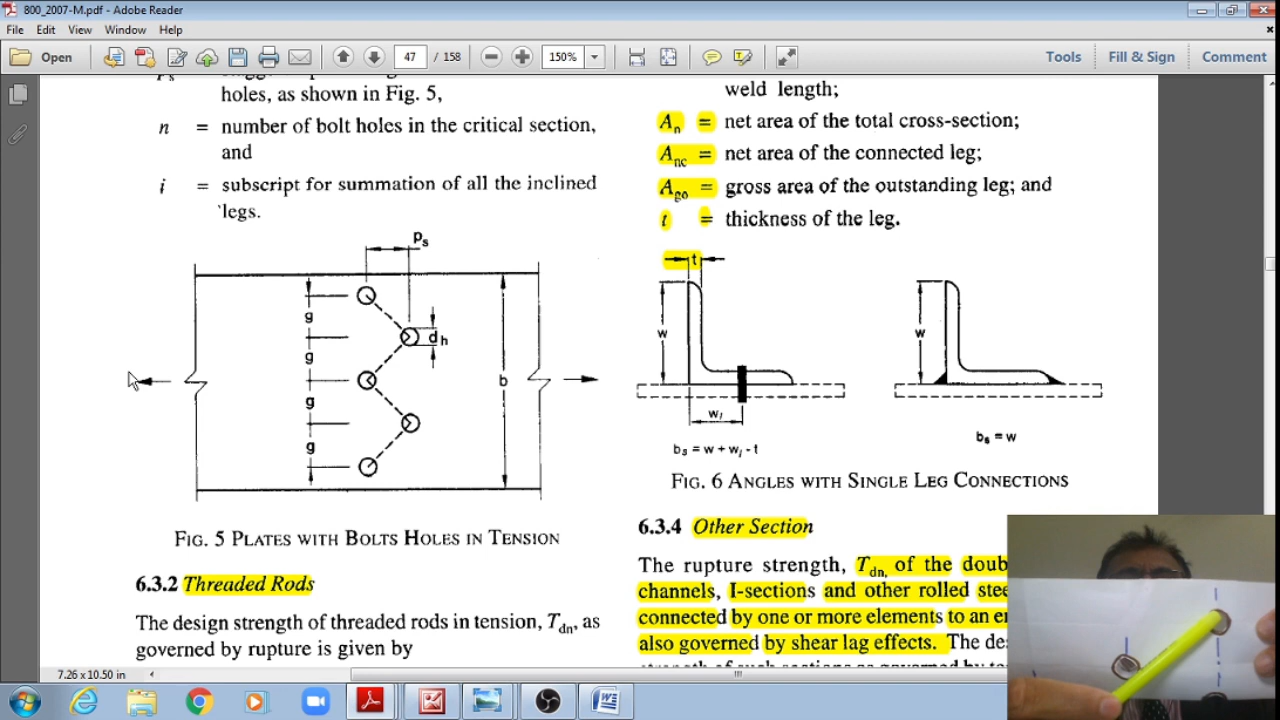 800_2007-M.pdf - Adobe Reader
File Edit View Window Help
Open 47 / 158 150% Tools Fill & Sign Comment
holes, as shown in Fig. 5,
n = number of bolt holes in the critical section,
and
i = subscript for summation of all the inclined
legs.
ps
g
g
g
g
dh
b
FIG. 5 PLATES WITH BOLTS HOLES IN TENSION
6.3.2 Threaded Rods
The design strength of threaded rods in tension, Tdn, as
governed by rupture is given by
weld length;
An = net area of the total cross-section;
Anc = net area of the connected leg;
Ago = gross area of the outstanding leg; and
t = thickness of the leg.
t
w
w1
bs = w + w1 - t
w
bs = w
FIG. 6 ANGLES WITH SINGLE LEG CONNECTIONS
6.3.4 Other Section
The rupture strength, Tdn, of the doub
channels, I-sections and other rolled stee
connected by one or more elements to an en
also governed by shear lag effects. The de
7.26 x 10.50 in